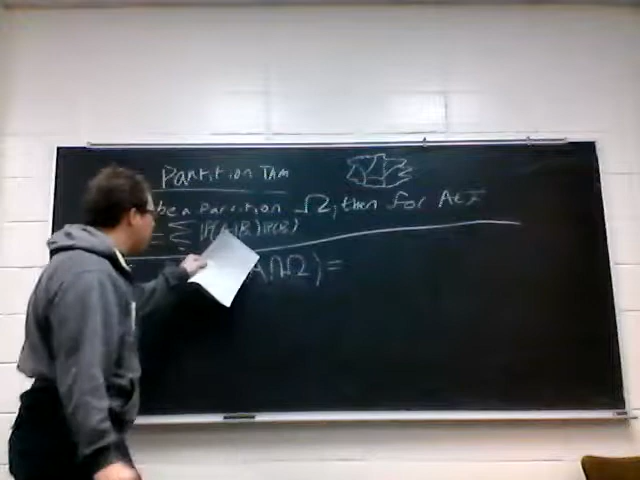 Partition Thm
be a Partition Ω, then for A∈F
= Σ P(A|B)P(B)
A∩Ω) =